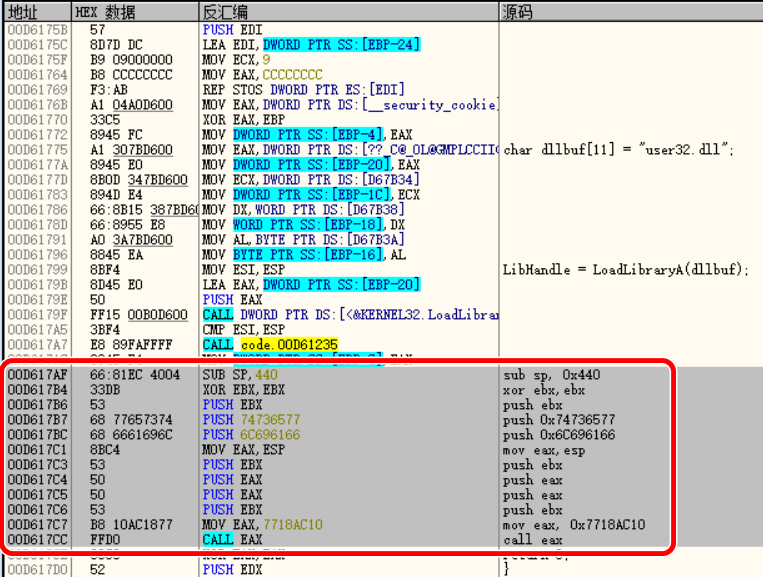 地址 HEX 数据 反汇编 源码
00D6175B 57 PUSH EDI
00D6175C 8D7D DC LEA EDI,DWORD PTR SS:[EBP-24]
00D6175F B9 09000000 MOV ECX,9
00D61764 B8 CCCCCCCC MOV EAX,CCCCCCCC
00D61769 F3:AB REP STOS DWORD PTR ES:[EDI]
00D6176B A1 04A0D600 MOV EAX,DWORD PTR DS:[__security_cookie]
00D61770 33C5 XOR EAX,EBP
00D61772 8945 FC MOV DWORD PTR SS:[EBP-4],EAX
00D61775 A1 307BD600 MOV EAX,DWORD PTR DS:[??_C@_0L@GMPLCCII char dllbuf[11] = "user32.dll";
00D6177A 8945 E0 MOV DWORD PTR SS:[EBP-20],EAX
00D6177D 8B0D 347BD600 MOV ECX,DWORD PTR DS:[D67B34]
00D61783 894D E4 MOV DWORD PTR SS:[EBP-1C],ECX
00D61786 66:8B15 387BD60 MOV DX,WORD PTR DS:[D67B38]
00D6178D 66:8955 E8 MOV WORD PTR SS:[EBP-18],DX
00D61791 A0 3A7BD600 MOV AL,BYTE PTR DS:[D67B3A]
00D61796 8845 EA MOV BYTE PTR SS:[EBP-16],AL
00D61799 8BF4 MOV ESI,ESP LibHandle = LoadLibraryA(dllbuf);
00D6179B 8D45 E0 LEA EAX,DWORD PTR SS:[EBP-20]
00D6179E 50 PUSH EAX
00D6179F FF15 00B0D600 CALL DWORD PTR DS:[<&KERNEL32.LoadLibrar
00D617A5 3BF4 CMP ESI,ESP
00D617A7 E8 89FAFFFF CALL code.00D61235
00D617AF 66:81EC 4004 SUB SP,440 sub sp, 0x440
00D617B4 33DB XOR EBX,EBX xor ebx,ebx
00D617B6 53 PUSH EBX push ebx
00D617B7 68 77657374 PUSH 74736577 push 0x74736577
00D617BC 68 6661696C PUSH 6C696166 push 0x6C696166
00D617C1 8BC4 MOV EAX,ESP mov eax,esp
00D617C3 53 PUSH EBX push ebx
00D617C4 50 PUSH EAX push eax
00D617C5 50 PUSH EAX push eax
00D617C6 53 PUSH EBX push ebx
00D617C7 B8 10AC1877 MOV EAX,7718AC10 mov eax, 0x7718AC10
00D617CC FFD0 CALL EAX call eax
00D617D0 52 PUSH EDX }